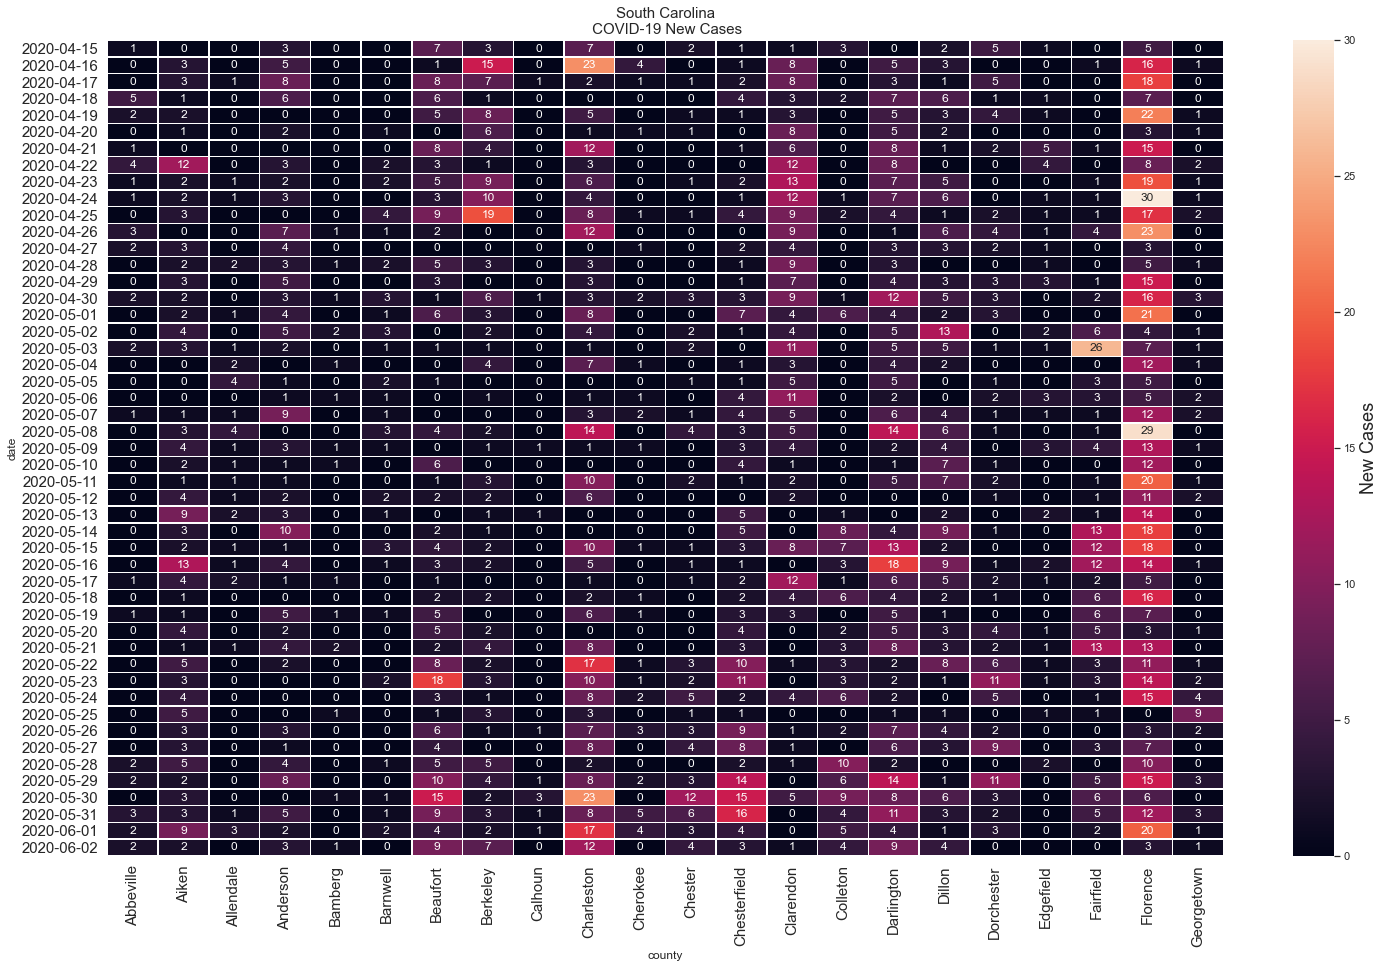 South Carolina
COVID-19 New Cases
2020-04-15 1 0 0 3 0 0 7 3 0 7 0 2 1 1 3 0 2 5 1 0 5 0
2020-04-16 0 3 0 5 0 0 1 15 0 23 4 0 1 8 0 5 3 0 0 1 16 1
2020-04-17 0 3 1 8 0 0 8 7 1 2 1 1 2 8 0 3 1 5 0 0 18 0
2020-04-18 5 1 0 6 0 0 6 1 0 0 0 0 4 3 2 7 6 1 1 0 7 0
2020-04-19 2 2 0 0 0 0 5 8 0 5 0 1 1 3 0 5 3 4 1 0 22 1
2020-04-20 0 1 0 2 0 1 0 6 0 1 1 1 0 8 0 5 2 0 0 0 3 1
2020-04-21 1 0 0 0 0 0 8 4 0 12 0 0 1 6 0 8 1 2 5 1 15 0
2020-04-22 4 12 0 3 0 2 3 1 0 3 0 0 0 12 0 8 0 0 4 0 8 2
2020-04-23 1 2 1 2 0 2 5 9 0 6 0 1 2 13 0 7 5 0 0 1 19 1
2020-04-24 1 2 1 3 0 0 3 10 0 4 0 0 1 12 1 7 6 0 1 0 30 1
2020-04-25 0 3 0 0 0 4 9 19 0 8 1 1 4 9 2 4 1 2 1 1 17 2
2020-04-26 3 0 0 7 1 1 2 0 0 12 0 0 0 9 0 1 6 4 1 4 23 0
2020-04-27 2 3 0 4 0 0 0 0 0 0 1 0 2 4 0 3 3 2 1 0 3 0
2020-04-28 0 2 2 3 1 2 5 3 0 3 0 0 1 9 0 3 0 0 1 0 5 1
2020-04-29 0 3 0 5 0 0 3 0 0 3 0 0 1 7 0 4 3 3 3 1 15 0
2020-04-30 2 2 0 3 1 3 1 6 1 3 2 3 3 9 1 12 5 3 0 2 16 3
2020-05-01 0 2 1 4 0 1 6 3 0 8 0 0 7 4 6 4 2 3 0 0 21 0
2020-05-02 0 4 0 5 2 3 0 2 0 4 0 2 1 4 0 5 13 0 2 6 4 1
2020-05-03 2 3 1 2 0 1 1 1 0 1 0 2 0 11 0 5 5 1 1 26 7 1
2020-05-04 0 0 2 0 1 0 0 4 0 7 1 0 1 3 0 4 2 0 0 0 12 1
2020-05-05 0 0 4 1 0 2 1 0 0 0 0 1 1 5 0 5 0 1 0 3 5 0
2020-05-06 0 0 0 1 1 1 0 1 0 1 1 0 4 11 0 2 0 2 3 3 5 2
2020-05-07 1 1 1 9 0 1 0 0 0 3 2 1 4 5 0 6 4 1 1 1 12 2
2020-05-08 0 3 4 0 0 3 4 2 0 14 0 4 3 5 0 14 6 1 0 1 29 0
2020-05-09 0 4 1 3 1 1 0 1 1 1 0 1 3 4 0 2 4 0 3 4 13 1
2020-05-10 0 2 1 1 1 0 6 0 0 0 0 0 4 1 0 1 7 1 0 0 12 0
2020-05-11 0 1 1 1 0 0 1 3 0 10 0 2 1 2 0 5 7 2 0 1 20 1
2020-05-12 0 4 1 2 0 2 2 2 0 6 0 0 0 2 0 0 0 0 1 1 11 2
2020-05-13 0 9 2 3 0 1 0 1 1 0 0 0 5 0 1 0 2 0 2 1 14 0
2020-05-14 0 3 0 10 0 0 2 1 0 0 0 0 5 0 8 4 9 1 0 13 18 0
2020-05-15 0 2 1 1 0 3 4 2 0 10 1 1 3 8 7 13 2 0 0 12 18 0
2020-05-16 0 13 1 4 0 1 3 2 0 5 0 1 1 0 3 18 9 1 2 12 14 1
2020-05-17 1 4 2 1 1 0 1 0 0 1 0 1 2 12 1 6 5 2 1 2 5 0
2020-05-18 0 1 0 0 0 0 2 2 0 2 1 0 2 4 6 4 2 1 0 6 16 0
2020-05-19 1 1 0 5 1 1 5 0 0 6 1 0 3 3 0 5 1 0 0 6 7 0
2020-05-20 0 4 0 2 0 0 5 2 0 0 0 0 4 0 2 5 3 4 1 5 3 1
2020-05-21 0 1 1 4 2 0 2 4 0 8 0 0 3 0 3 8 3 2 1 13 13 0
2020-05-22 0 5 0 2 0 0 8 2 0 17 1 3 10 1 3 2 8 6 1 3 11 1
2020-05-23 0 3 0 0 0 2 18 3 0 10 1 2 11 0 3 2 1 11 1 3 14 2
2020-05-24 0 4 0 0 0 0 3 1 0 8 2 5 2 4 6 2 0 5 0 1 15 4
2020-05-25 0 5 0 0 1 0 1 3 0 3 0 1 1 0 0 1 1 0 1 1 0 9
2020-05-26 0 3 0 3 0 0 6 1 1 7 3 3 9 1 2 7 4 2 0 0 3 2
2020-05-27 0 3 0 1 0 0 4 0 0 8 0 4 8 1 0 6 3 9 0 3 7 0
2020-05-28 2 5 0 4 0 1 5 5 0 2 0 0 2 1 10 2 0 0 2 0 10 0
2020-05-29 2 2 0 8 0 0 10 4 1 8 2 3 14 0 6 14 1 11 0 5 15 3
2020-05-30 0 3 0 0 1 1 15 2 3 23 0 12 15 5 9 8 6 3 0 6 6 0
2020-05-31 3 3 1 5 0 1 9 3 1 8 5 6 16 0 4 11 3 2 0 5 12 3
2020-06-01 2 9 3 2 0 2 4 2 1 17 4 3 4 0 5 4 1 3 0 2 20 1
2020-06-02 2 2 0 3 1 0 9 7 0 12 0 4 3 1 4 9 4 0 0 0 3 1
date
Abbeville Aiken Allendale Anderson Bamberg Barnwell Beaufort Berkeley Calhoun Charleston Cherokee Chester Chesterfield Clarendon Colleton Darlington Dillon Dorchester Edgefield Fairfield Florence Georgetown
county
30
25
20
15
10
5
0
New Cases